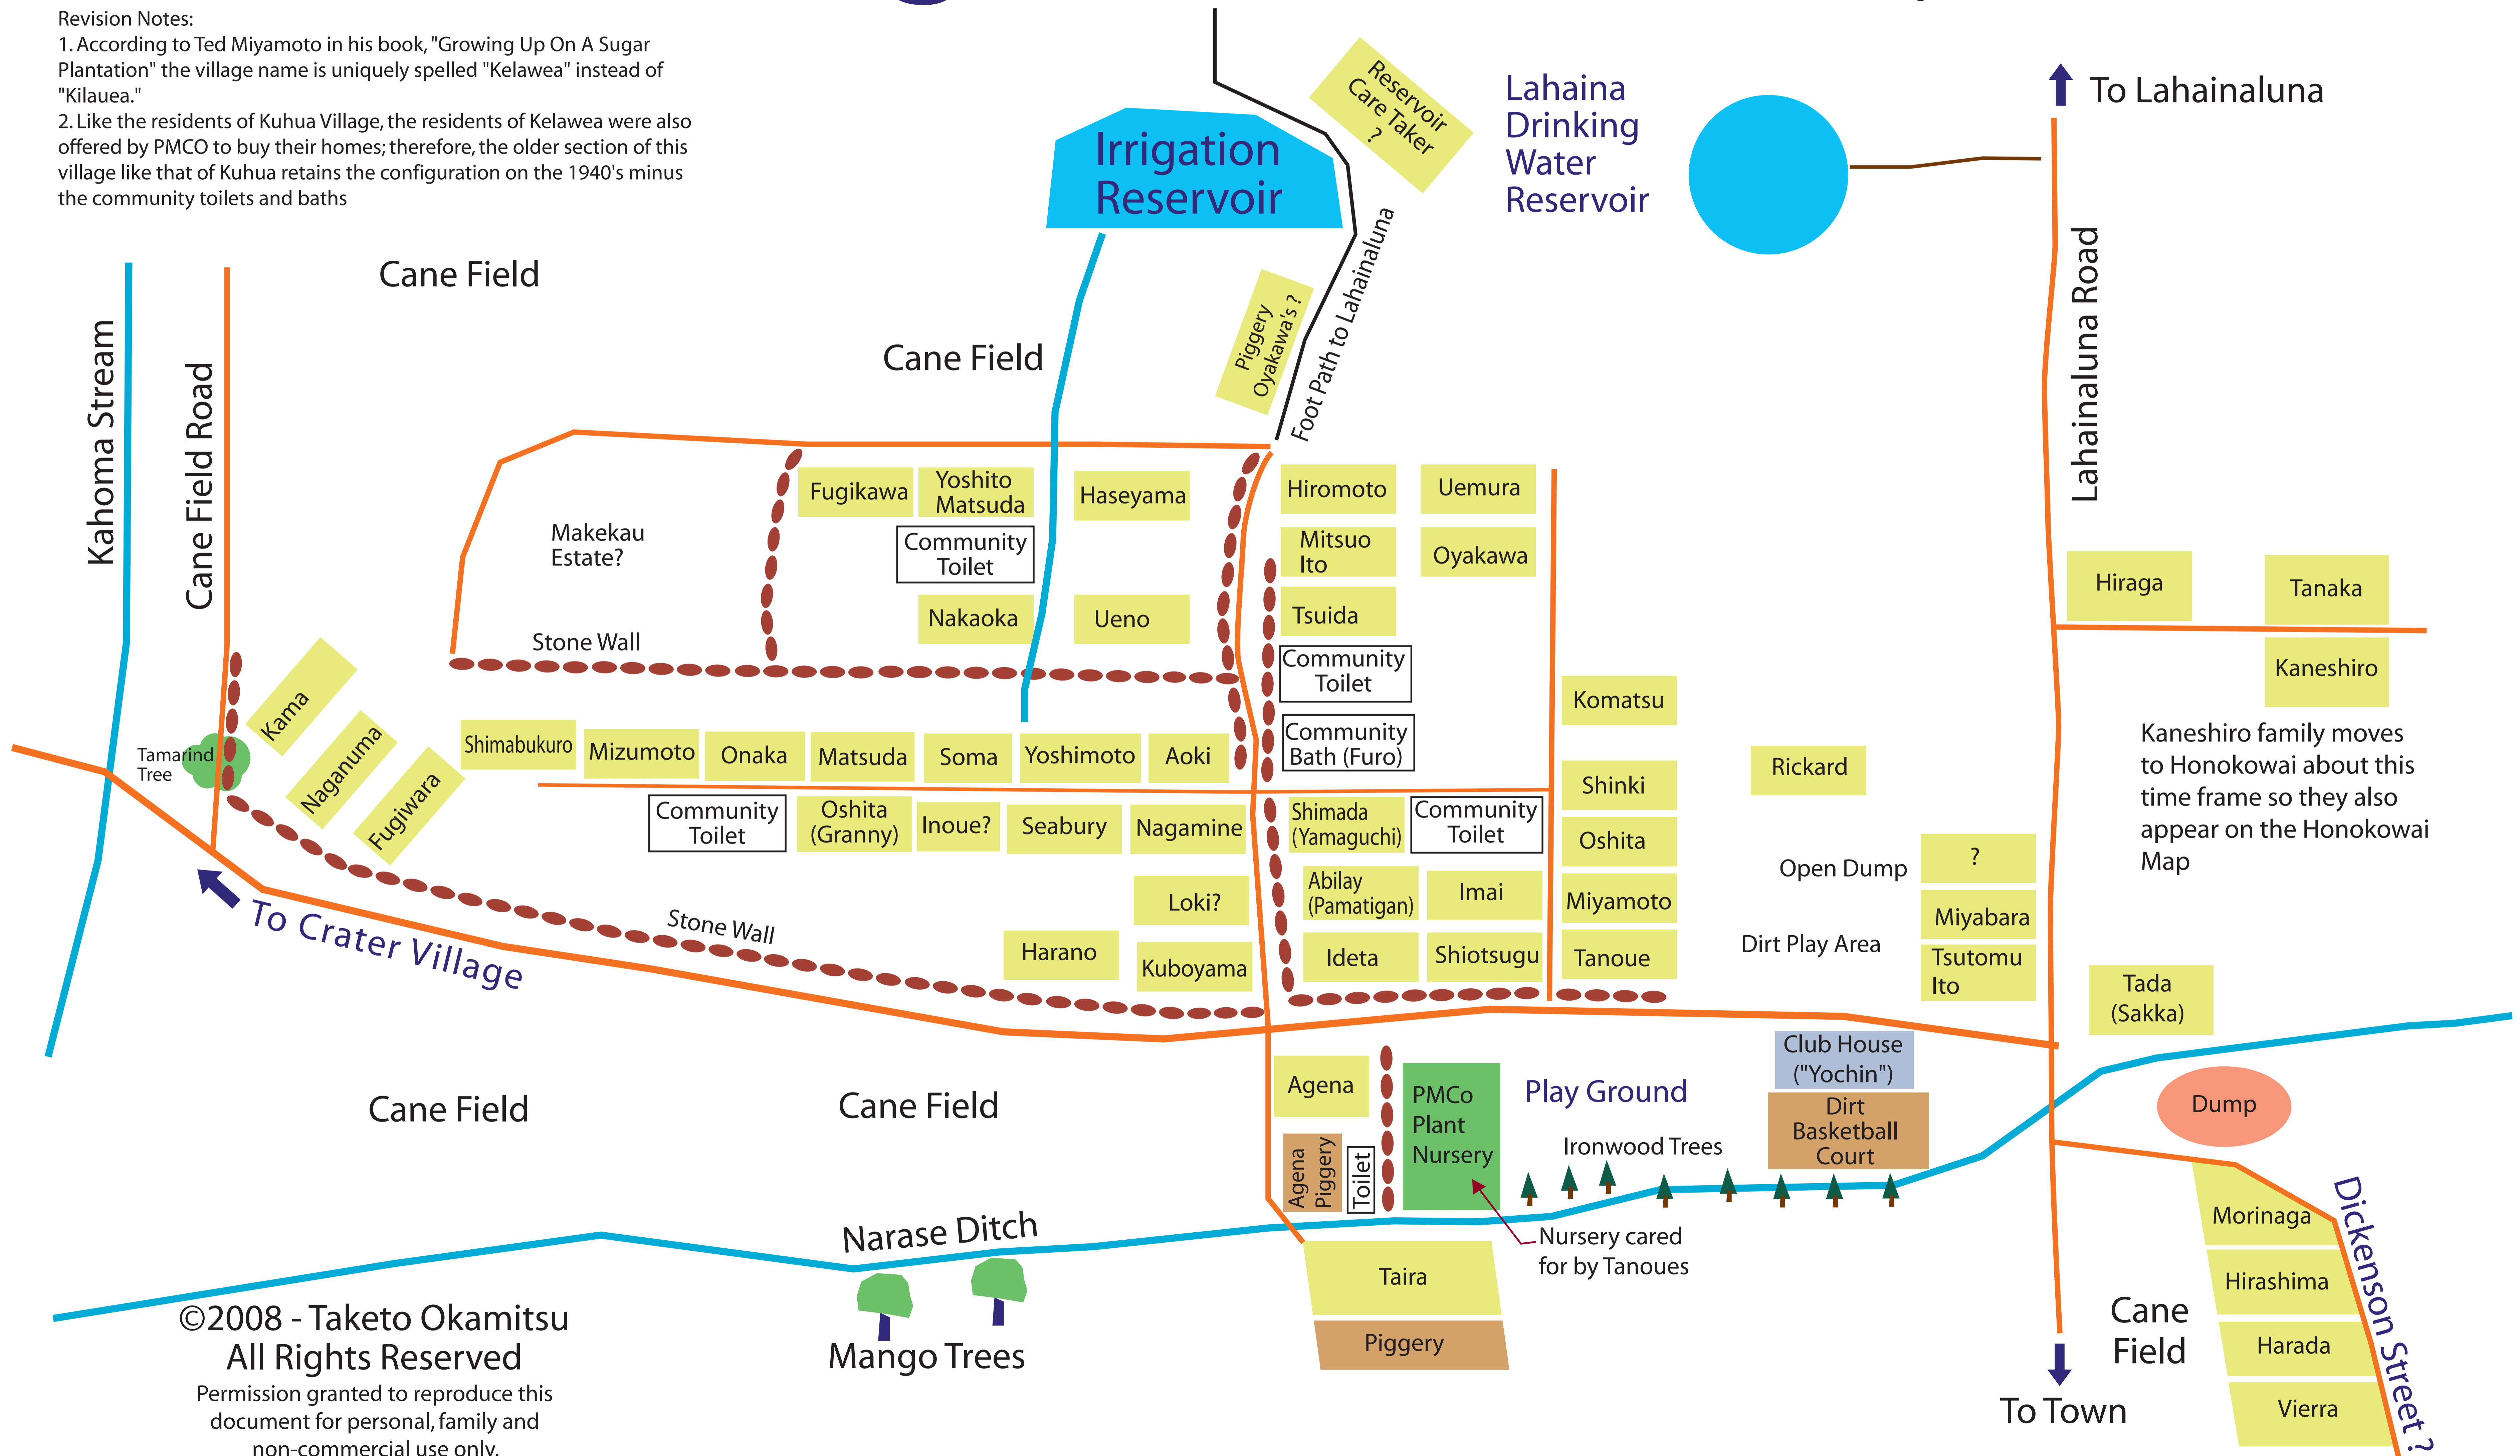 Revision Notes:
1. According to Ted Miyamoto in his book, "Growing Up On A Sugar
Plantation" the village name is uniquely spelled "Kelawea" instead of
"Kilauea."
2. Like the residents of Kuhua Village, the residents of Kelawea were also
offered by PMCO to buy their homes; therefore, the older section of this
village like that of Kuhua retains the configuration on the 1940's minus
the community toilets and baths
Reservoir
Care Taker
?
Lahaina
Drinking
Water
Reservoir
To Lahainaluna
Irrigation
Reservoir
Cane Field
Cane Field
Kahoma Stream
Cane Field Road
Piggery
Oyakawa's ?
Foot Path to Lahainaluna
Lahainaluna Road
Makekau
Estate?
Fugikawa
Yoshito
Matsuda
Haseyama
Hiromoto
Uemura
Community
Toilet
Mitsuo
Ito
Oyakawa
Nakaoka
Ueno
Tsuida
Hiraga
Tanaka
Stone Wall
Community
Toilet
Kaneshiro
Kama
Naganuma
Fugiwara
Tamarind
Tree
Shimabukuro
Mizumoto
Onaka
Matsuda
Soma
Yoshimoto
Aoki
Community
Bath (Furo)
Komatsu
Rickard
Shinki
Kaneshiro family moves
to Honokowai about this
time frame so they also
appear on the Honokowai
Map
Community
Toilet
Oshita
(Granny)
Inoue?
Seabury
Nagamine
Shimada
(Yamaguchi)
Community
Toilet
Oshita
Open Dump
?
Loki?
Abilay
(Pamatigan)
Imai
Miyamoto
Miyabara
To Crater Village
Stone Wall
Harano
Kuboyama
Ideta
Shiotsugu
Tanoue
Dirt Play Area
Tsutomu
Ito
Tada
(Sakka)
Cane Field
Cane Field
Agena
PMCo
Plant
Nursery
Play Ground
Club House
("Yochin")
Dirt
Basketball
Court
Dump
Agena
Piggery
Toilet
Ironwood Trees
Narase Ditch
Nursery cared
for by Tanoues
Morinaga
Hirashima
Harada
Vierra
Dickenson Street ?
Taira
Piggery
Mango Trees
Cane
Field
To Town
©2008 - Taketo Okamitsu
All Rights Reserved
Permission granted to reproduce this
document for personal, family and
non-commercial use only.